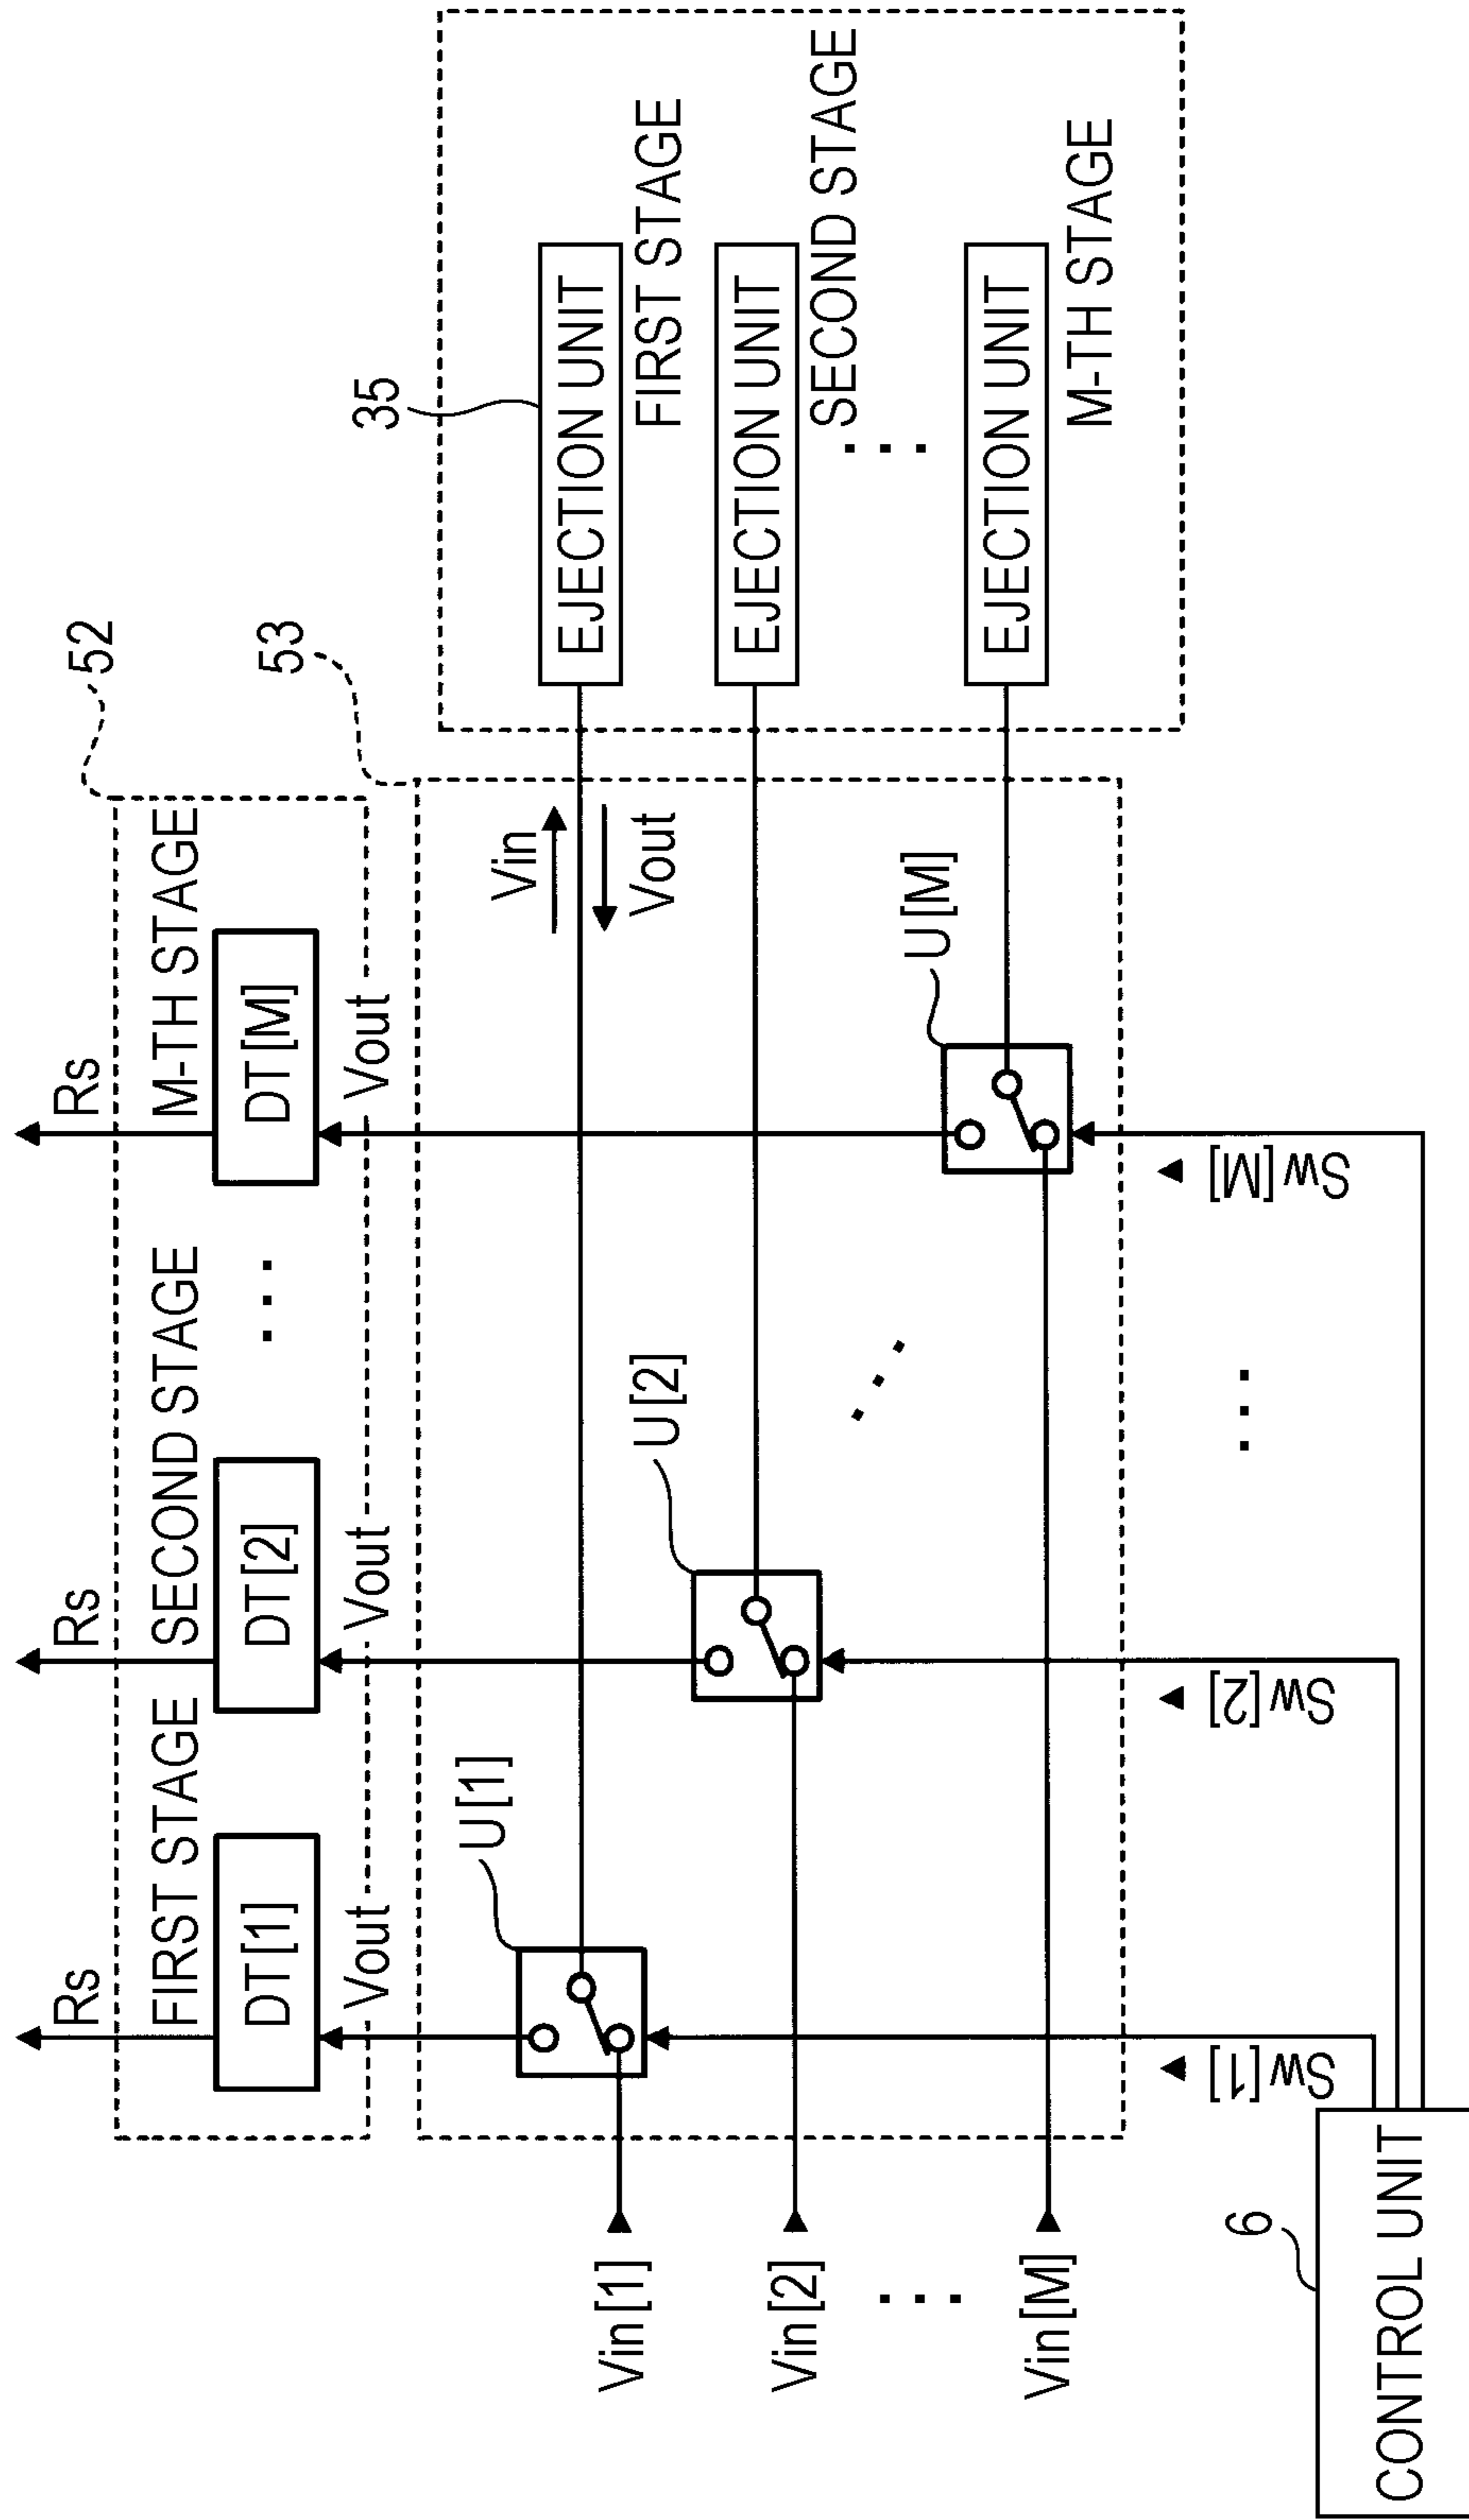 52
53
35
Rs
Rs
Rs
FIRST STAGE
SECOND STAGE
M-TH STAGE
DT[1]
DT[2]
...
DT[M]
Vout
Vout
Vout
U[1]
U[2]
U[M]
...
Vin
Vout
EJECTION UNIT
FIRST STAGE
EJECTION UNIT
SECOND STAGE
...
EJECTION UNIT
M-TH STAGE
Vin[1]
Vin[2]
...
Vin[M]
Sw[1]
Sw[2]
...
Sw[M]
6
CONTROL UNIT